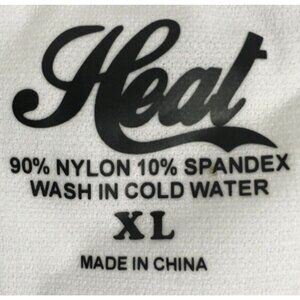 Heat
90% NYLON 10% SPANDEX
WASH IN COLD WATER
XL
MADE IN CHINA